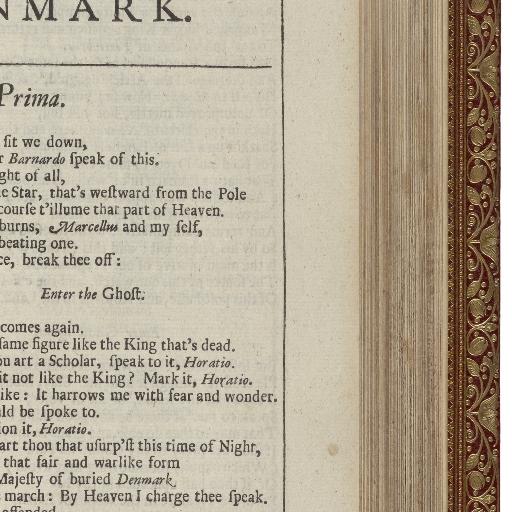 NMARK.
Prima.
ſit we down,
r Barnardo ſpeak of this.
ght of all,
e Star, that's weſtward from the Pole
courſe t'illume that part of Heaven.
burns, Marcellus and my ſelf,
beating one.
ce, break thee off:
Enter the Ghoſt.
comes again.
ſame figure like the King that's dead.
ou art a Scholar, ſpeak to it, Horatio.
it not like the King? Mark it, Horatio.
ike: It harrows me with fear and wonder.
uld be ſpoke to.
ion it, Horatio.
art thou that uſurp'ſt this time of Night,
that fair and warlike form
Majeſty of buried Denmark
march: By Heaven I charge thee ſpeak.
offended.